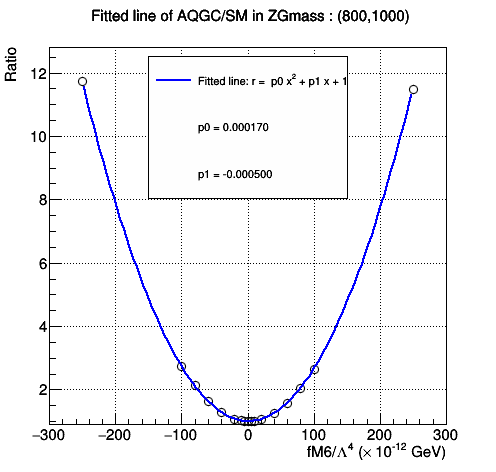 Fitted line of AQGC/SM in ZGmass : (800,1000)
Ratio
Fitted line: r = p0 x² + p1 x + 1
p0 = 0.000170
p1 = -0.000500
12
10
8
6
4
2
−300 −200 −100 0 100 200 300
fM6/Λ⁴ (× 10⁻¹² GeV)